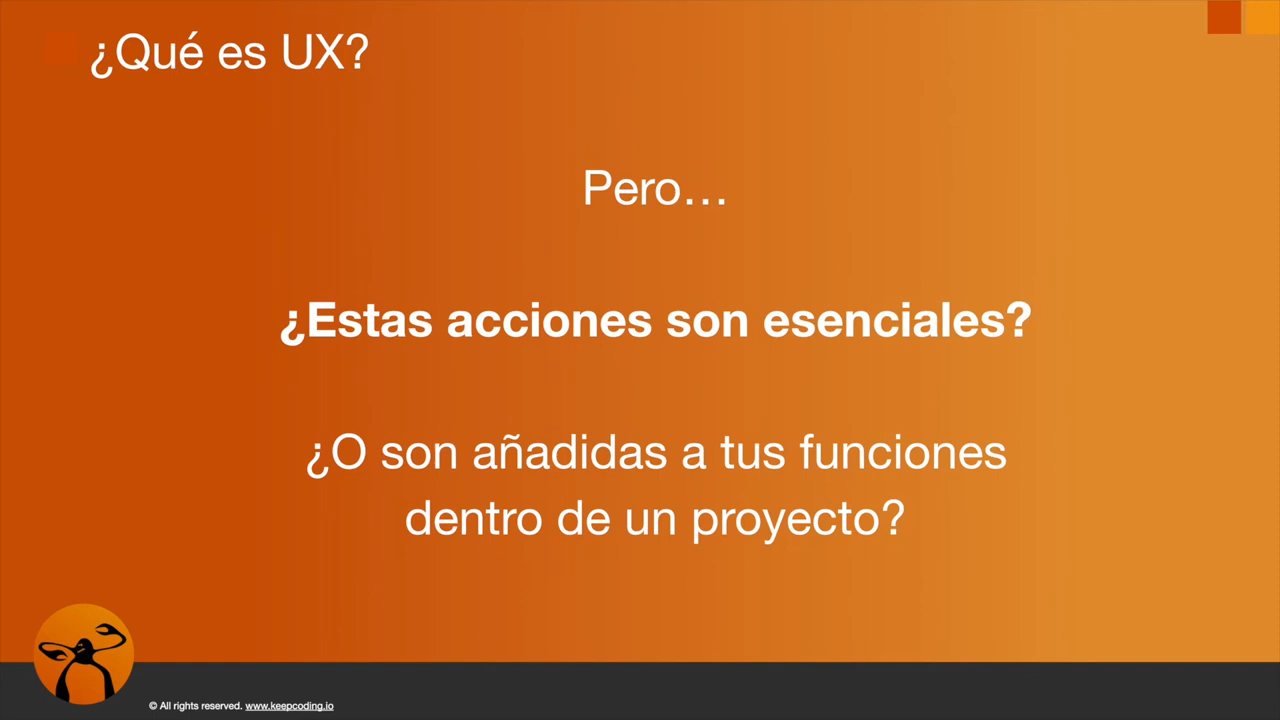 ¿Qué es UX?
Pero…
¿Estas acciones son esenciales?
¿O son añadidas a tus funciones
dentro de un proyecto?
© All rights reserved. www.keepcoding.io